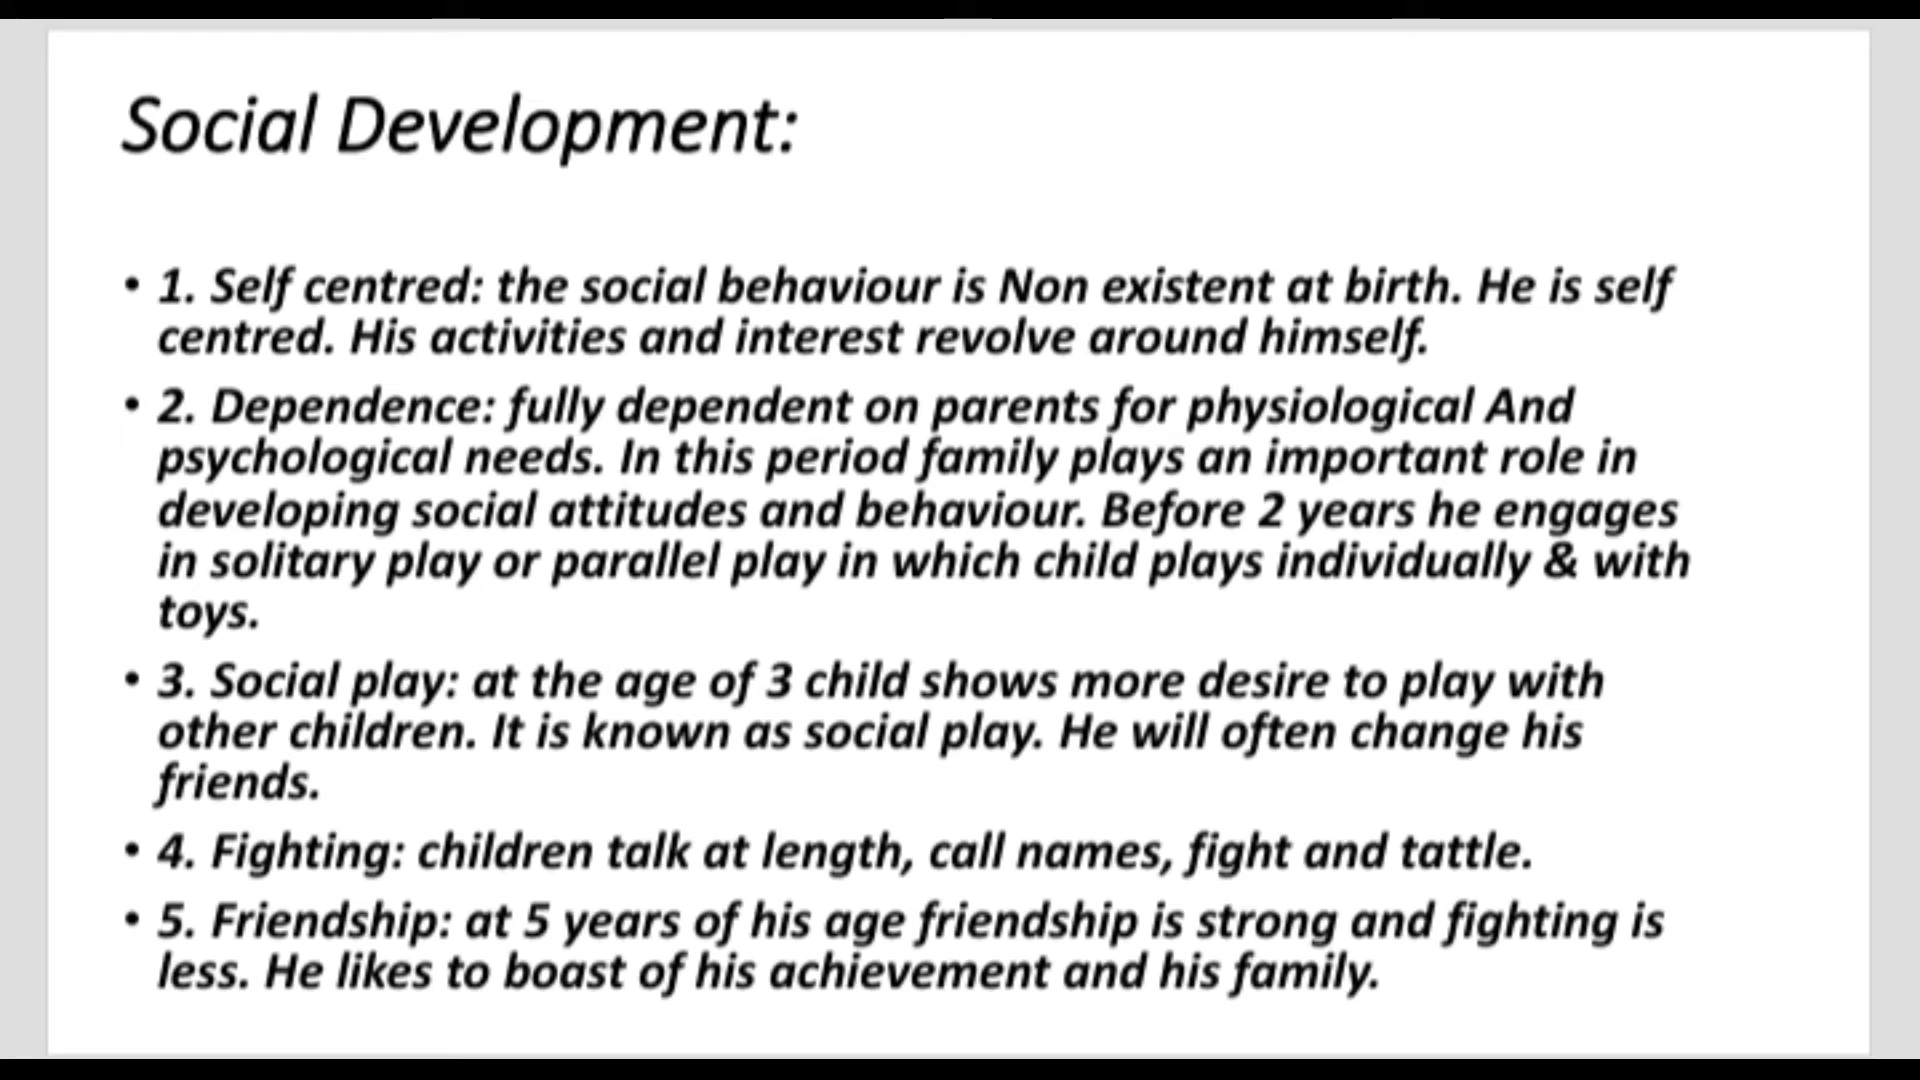 Social Development:
• 1. Self centred: the social behaviour is Non existent at birth. He is self
centred. His activities and interest revolve around himself.
• 2. Dependence: fully dependent on parents for physiological And
psychological needs. In this period family plays an important role in
developing social attitudes and behaviour. Before 2 years he engages
in solitary play or parallel play in which child plays individually & with
toys.
• 3. Social play: at the age of 3 child shows more desire to play with
other children. It is known as social play. He will often change his
friends.
• 4. Fighting: children talk at length, call names, fight and tattle.
• 5. Friendship: at 5 years of his age friendship is strong and fighting is
less. He likes to boast of his achievement and his family.